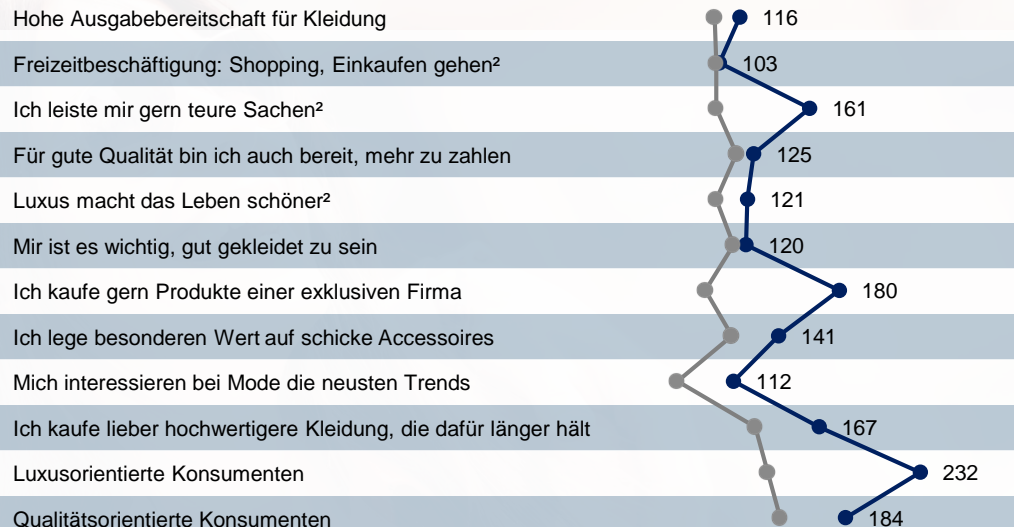 Hohe Ausgabebereitschaft für Kleidung 116
Freizeitbeschäftigung: Shopping, Einkaufen gehen² 103
Ich leiste mir gern teure Sachen² 161
Für gute Qualität bin ich auch bereit, mehr zu zahlen 125
Luxus macht das Leben schöner² 121
Mir ist es wichtig, gut gekleidet zu sein 120
Ich kaufe gern Produkte einer exklusiven Firma 180
Ich lege besonderen Wert auf schicke Accessoires 141
Mich interessieren bei Mode die neusten Trends 112
Ich kaufe lieber hochwertigere Kleidung, die dafür länger hält 167
Luxusorientierte Konsumenten 232
Qualitätsorientierte Konsumenten 184